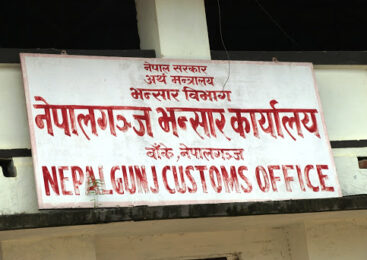 नेपाल सरकार
अर्थ मन्त्रालय
भन्सार विभाग
नेपालगञ्ज भन्सार कार्यालय
बाँके, नेपालगञ्ज
NEPALGUNJ CUSTOMS OFFICE